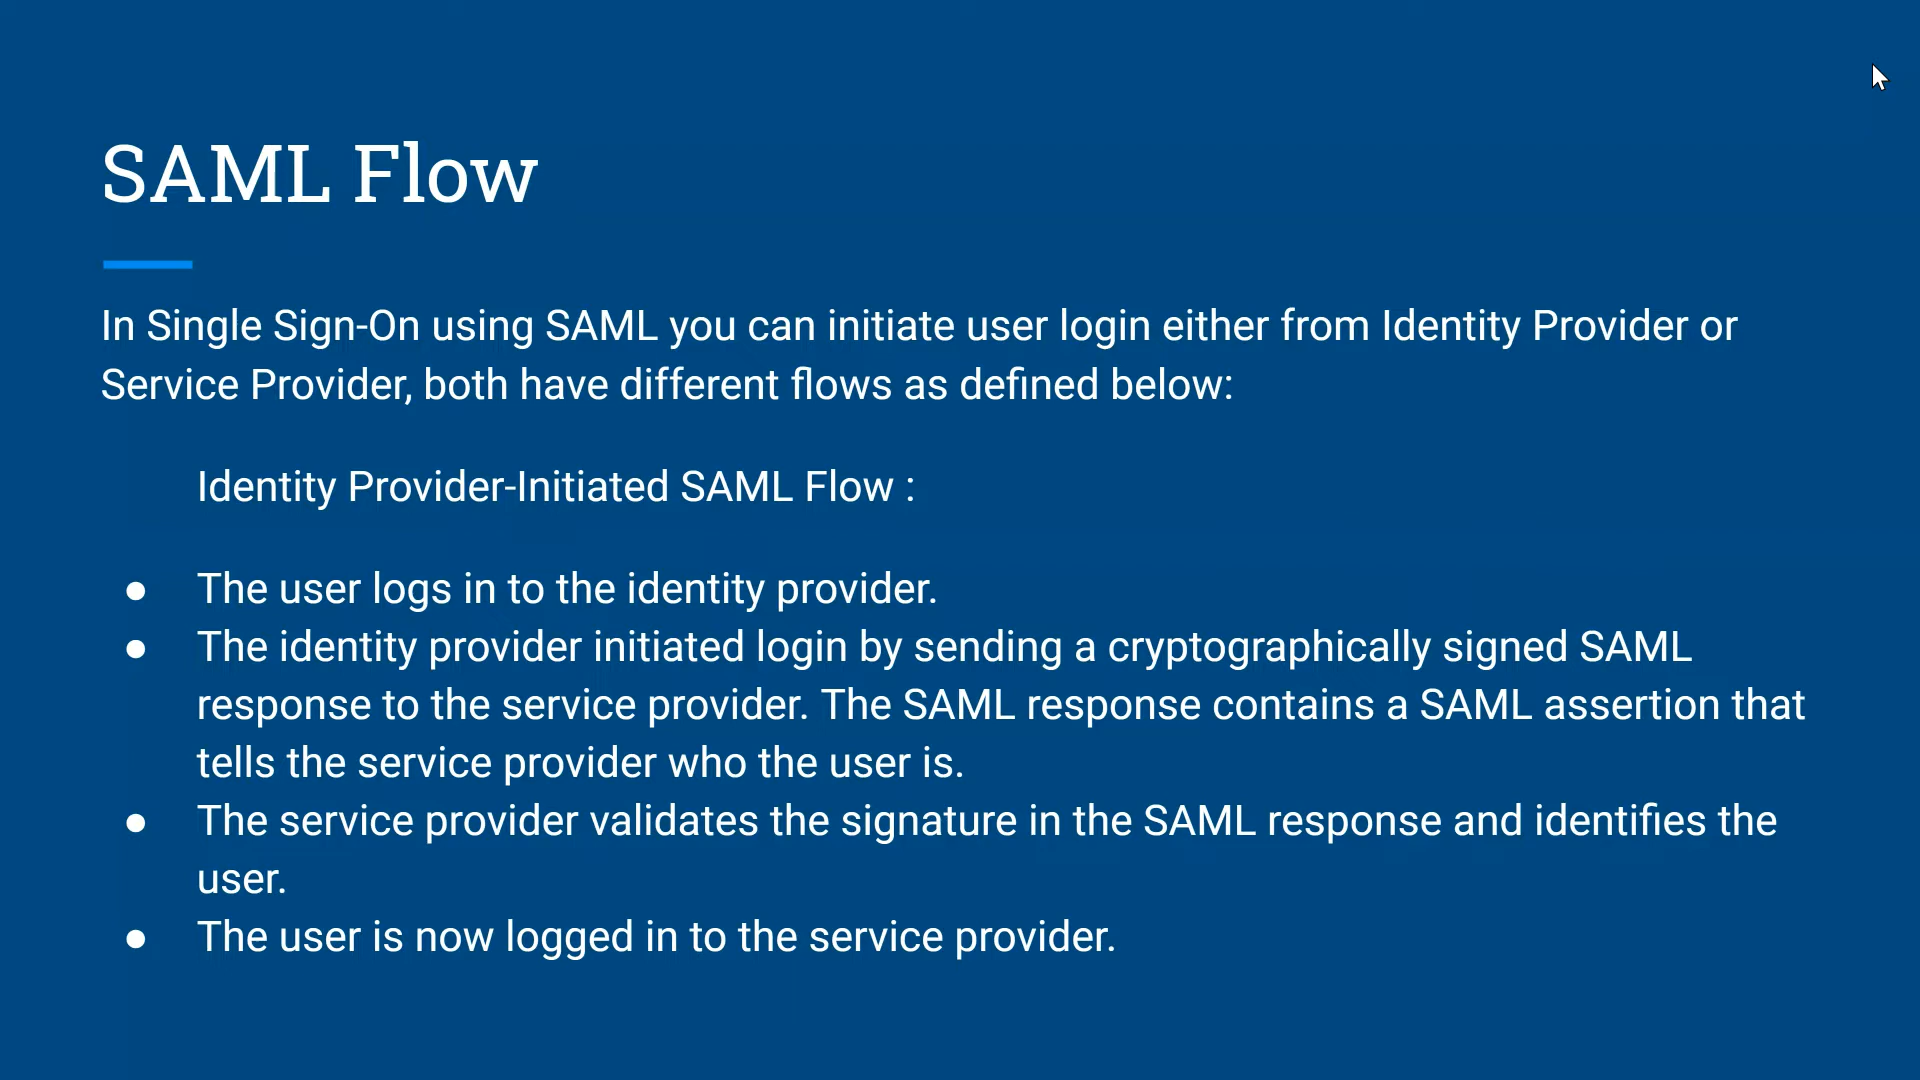 SAML Flow
In Single Sign-On using SAML you can initiate user login either from Identity Provider or
Service Provider, both have different flows as defined below:
Identity Provider-Initiated SAML Flow :
● The user logs in to the identity provider.
● The identity provider initiated login by sending a cryptographically signed SAML
response to the service provider. The SAML response contains a SAML assertion that
tells the service provider who the user is.
● The service provider validates the signature in the SAML response and identifies the
user.
● The user is now logged in to the service provider.